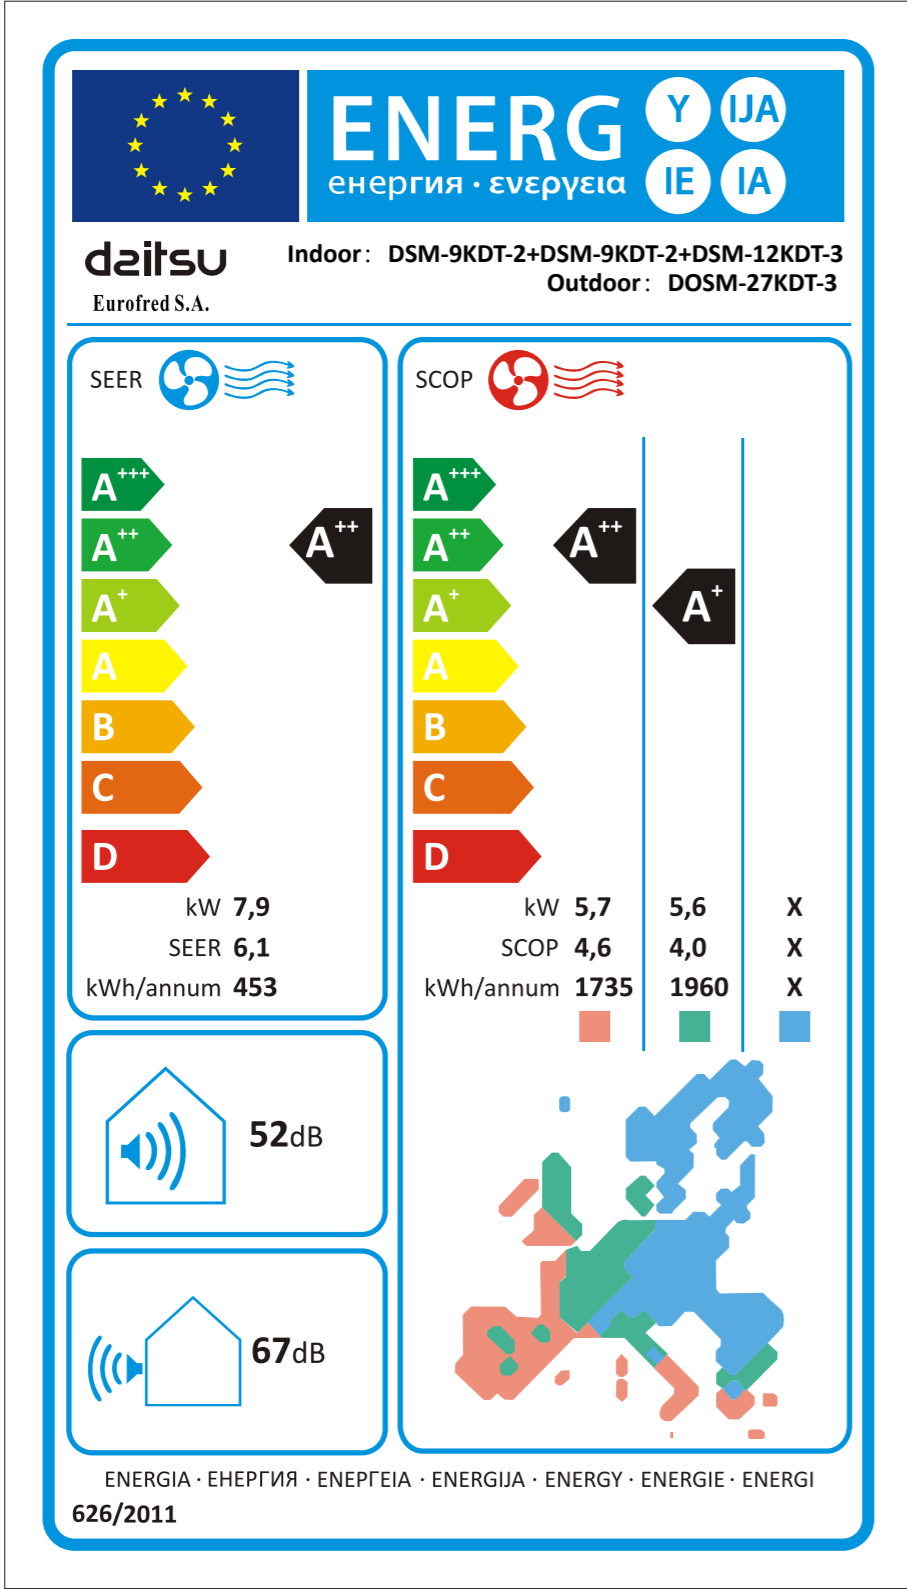 ENERG Y IJA
енергия · ενεργεια IE IA
daitsu
Eurofred S.A.
Indoor: DSM-9KDT-2+DSM-9KDT-2+DSM-12KDT-3
Outdoor: DOSM-27KDT-3
SEER
A+++
A++
A+
A
B
C
D
A++
kW 7,9
SEER 6,1
kWh/annum 453
SCOP
A+++
A++
A+
A
B
C
D
A++
A+
kW 5,7 5,6 X
SCOP 4,6 4,0 X
kWh/annum 1735 1960 X
52dB
67dB
ENERGIA · ЕНЕРГИЯ · ΕΝΕΡΓΕΙΑ · ENERGIJA · ENERGY · ENERGIE · ENERGI
626/2011